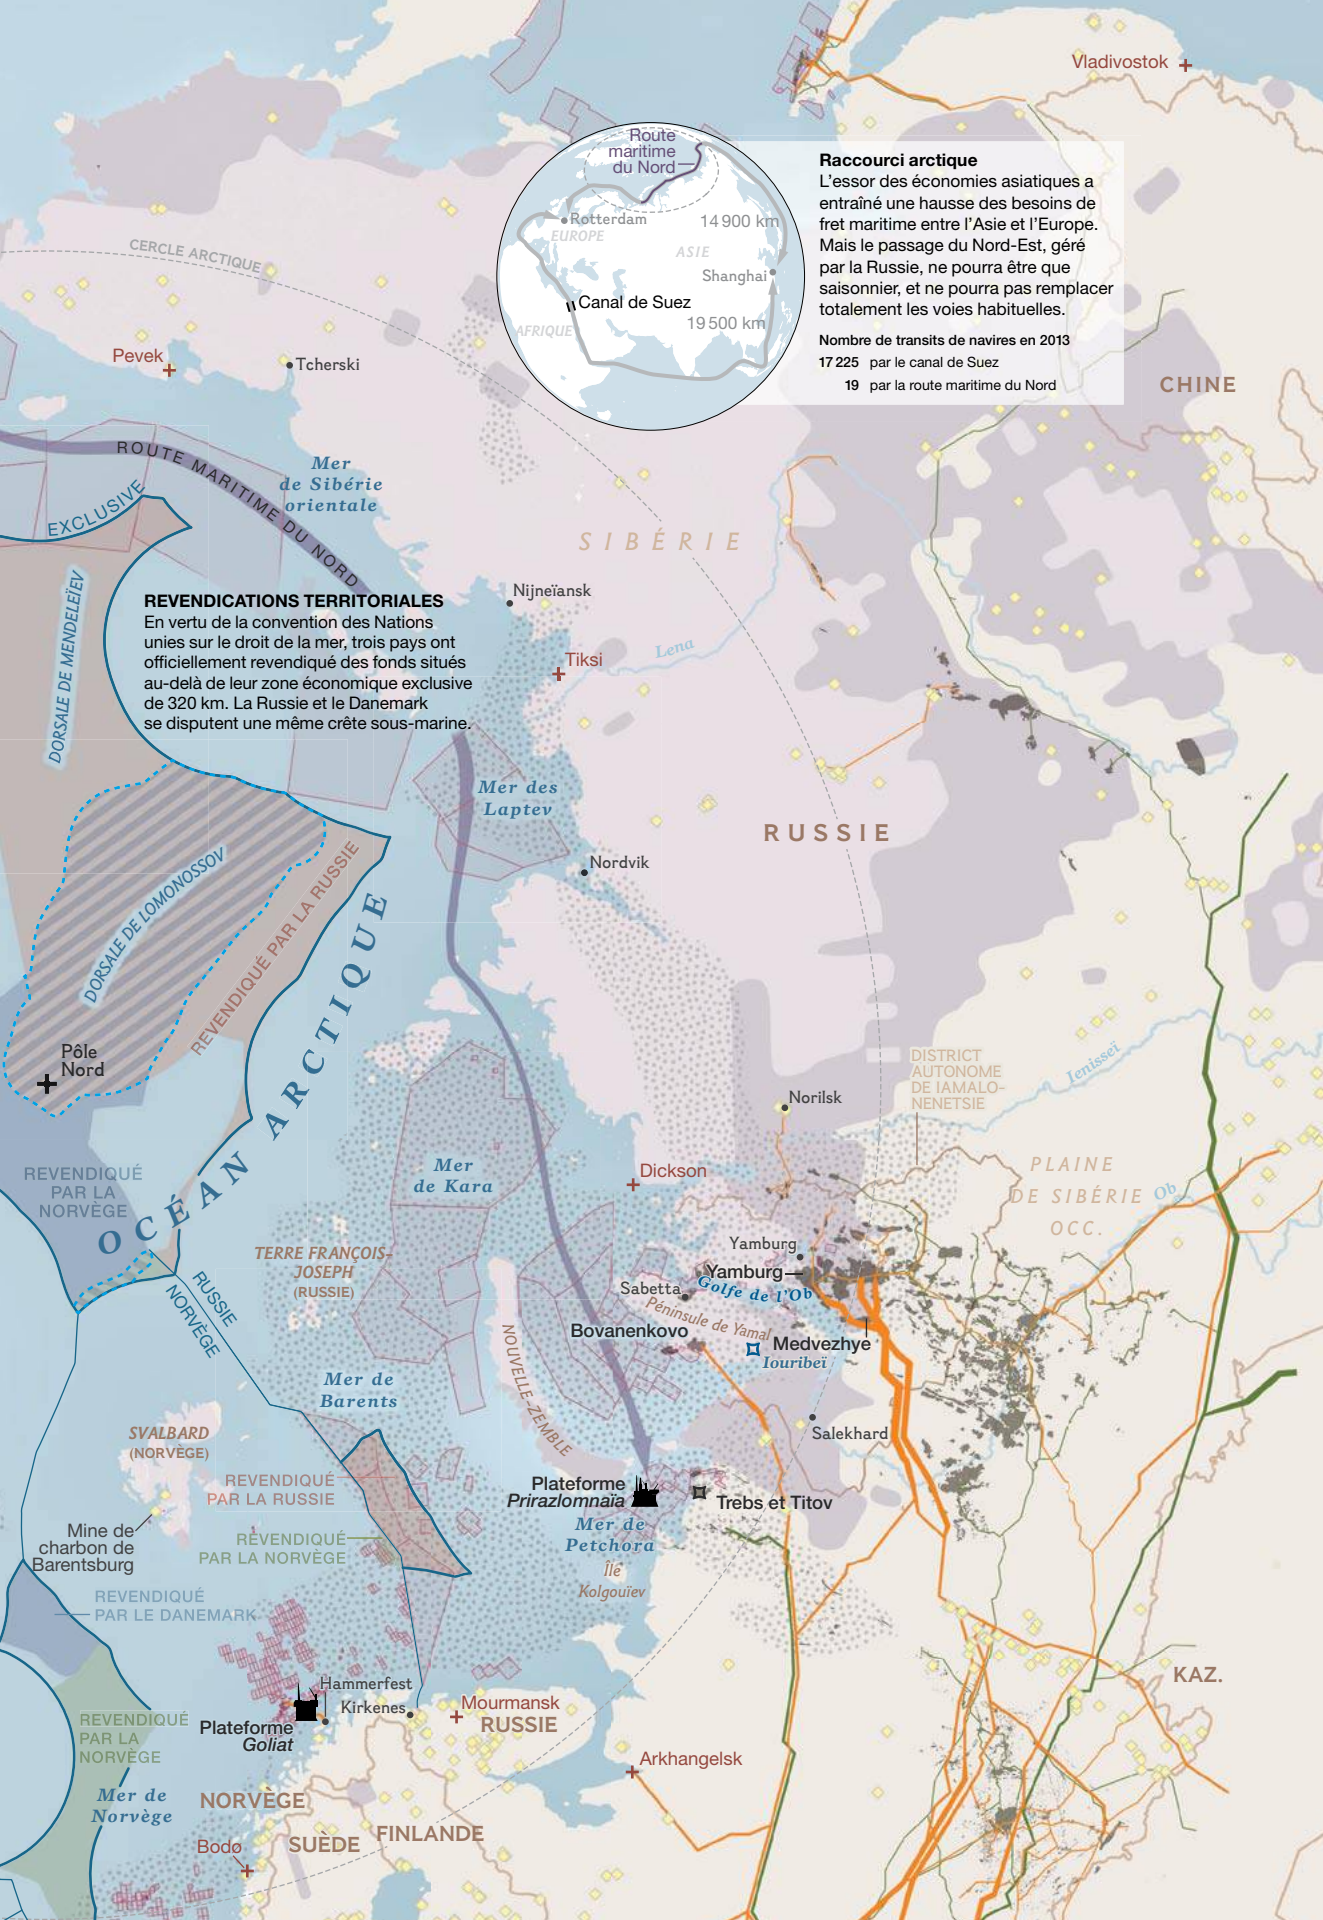 Vladivostok
Route
maritime
du Nord
Rotterdam
EUROPE
14 900 km
ASIE
Shanghai
Canal de Suez
AFRIQUE
19 500 km
Raccourci arctique
L’essor des économies asiatiques a
entraîné une hausse des besoins de
fret maritime entre l’Asie et l’Europe.
Mais le passage du Nord-Est, géré
par la Russie, ne pourra être que
saisonnier, et ne pourra pas remplacer
totalement les voies habituelles.
Nombre de transits de navires en 2013
17 225 par le canal de Suez
19 par la route maritime du Nord
CERCLE ARCTIQUE
Pevek
Tcherski
CHINE
ROUTE MARITIME DU NORD
Mer
de Sibérie
orientale
EXCLUSIVE
SIBÉRIE
DORSALE DE MENDELEÏEV
REVENDICATIONS TERRITORIALES
En vertu de la convention des Nations
unies sur le droit de la mer, trois pays ont
officiellement revendiqué des fonds situés
au-delà de leur zone économique exclusive
de 320 km. La Russie et le Danemark
se disputent une même crête sous-marine.
Nijneïansk
Tiksi
Lena
Mer des
Laptev
RUSSIE
Nordvik
DORSALE DE LOMONOSSOV
REVENDIQUÉ PAR LA RUSSIE
OCÉAN ARCTIQUE
Pôle
Nord
DISTRICT
AUTONOME
DE IAMALO-
NENETSIE
Ienisseï
Norilsk
REVENDIQUÉ
PAR LA
NORVÈGE
Mer
de Kara
Dickson
PLAINE
DE SIBÉRIE
OCC.
Ob
TERRE FRANÇOIS-
JOSEPH
(RUSSIE)
RUSSIE
NORVÈGE
Yamburg
Yamburg
Sabetta
Golfe de l’Ob
Péninsule de Yamal
Bovanenkovo
Medvezhye
Iouribeï
NOUVELLE-ZEMBLE
Mer de
Barents
SVALBARD
(NORVÈGE)
Salekhard
REVENDIQUÉ
PAR LA RUSSIE
Plateforme
Prirazlomnaïa
Trebs et Titov
Mer de
Petchora
Mine de
charbon de
Barentsburg
REVENDIQUÉ
PAR LA NORVÈGE
Île
Kolgouïev
REVENDIQUÉ
PAR LE DANEMARK
Hammerfest
Kirkenes
Mourmansk
RUSSIE
KAZ.
REVENDIQUÉ
PAR LA
NORVÈGE
Plateforme
Goliat
Arkhangelsk
Mer de
Norvège
NORVÈGE
SUÈDE
FINLANDE
Bodø